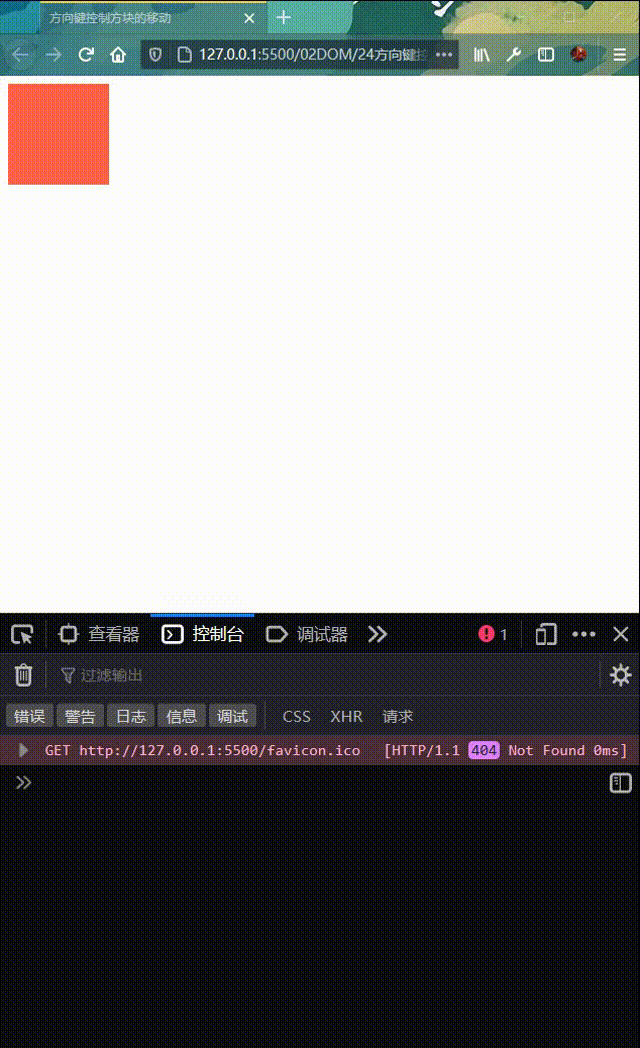 方向键控制方块的移动
127.0.0.1:5500/02DOM/24方向键
查看器 控制台 调试器 1
过滤输出
错误 警告 日志 信息 调试 CSS XHR 请求
GET http://127.0.0.1:5500/favicon.ico [HTTP/1.1 404 Not Found 0ms]